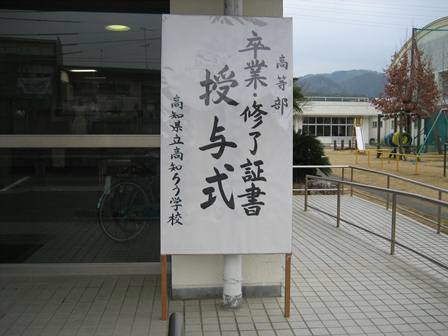 高等部
卒業・修了証書
授与式
高知県立高知ろう学校